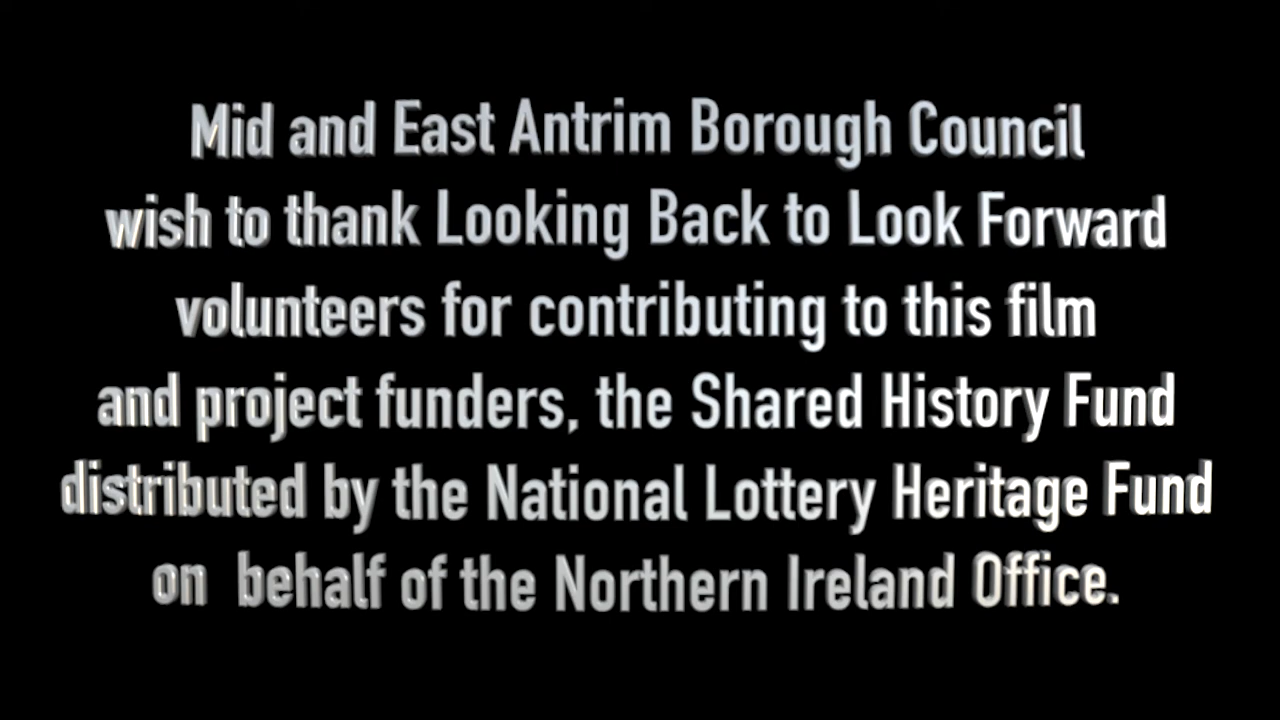 Mid and East Antrim Borough Council
wish to thank Looking Back to Look Forward
volunteers for contributing to this film
and project funders, the Shared History Fund
distributed by the National Lottery Heritage Fund
on  behalf of the Northern Ireland Office.